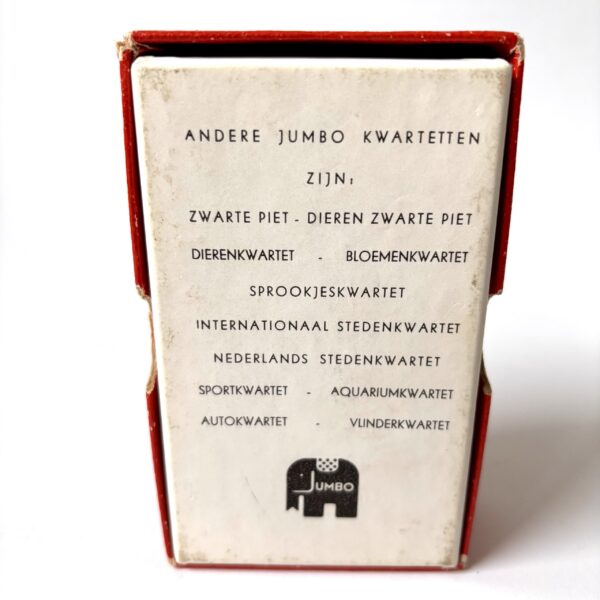 ANDERE JUMBO KWARTETTEN
ZIJN:
ZWARTE PIET - DIEREN ZWARTE PIET
DIERENKWARTET - BLOEMENKWARTET
SPROOKJESKWARTET
INTERNATIONAAL STEDENKWARTET
NEDERLANDS STEDENKWARTET
SPORTKWARTET - AQUARIUMKWARTET
AUTOKWARTET - VLINDERKWARTET
JUMBO